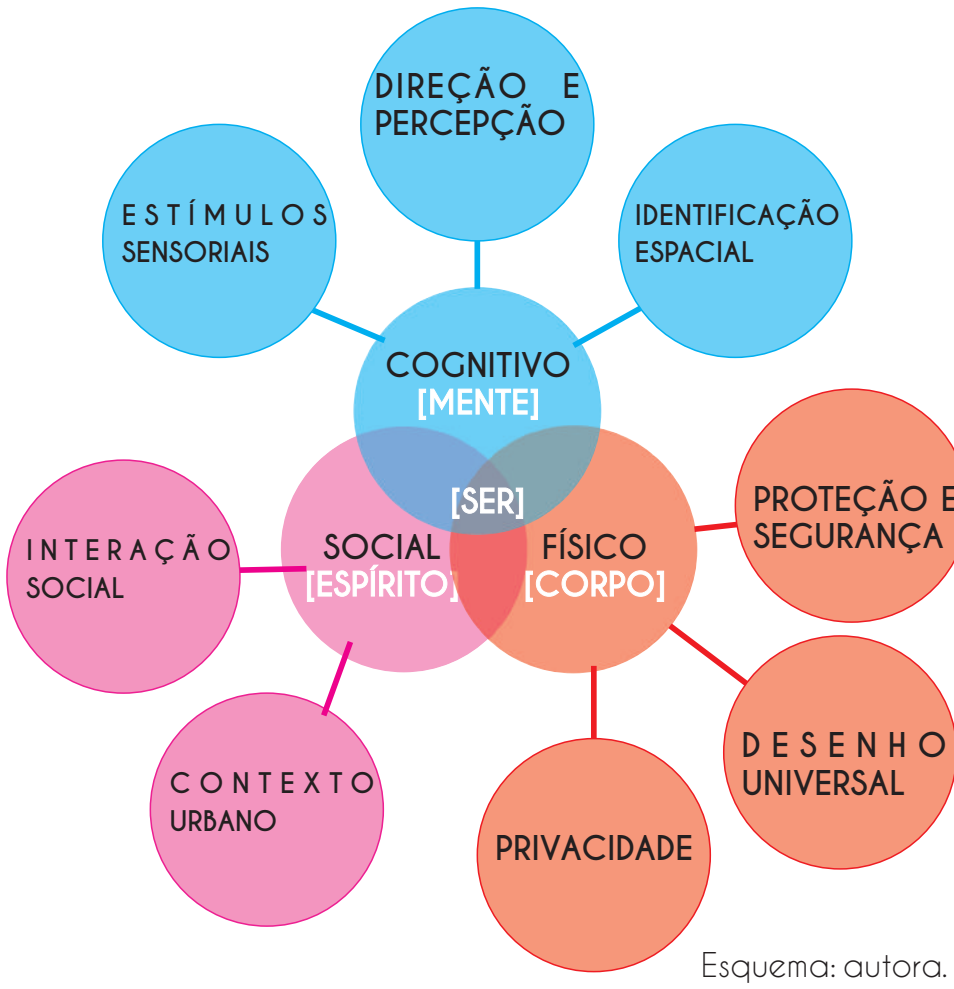 DIREÇÃO E
PERCEPÇÃO
ESTÍMULOS
SENSORIAIS
IDENTIFICAÇÃO
ESPACIAL
COGNITIVO
[MENTE]
[SER]
SOCIAL
[ESPÍRITO]
FÍSICO
[CORPO]
PROTEÇÃO E
SEGURANÇA
INTERAÇÃO
SOCIAL
DESENHO
UNIVERSAL
CONTEXTO
URBANO
PRIVACIDADE
Esquema: autora.